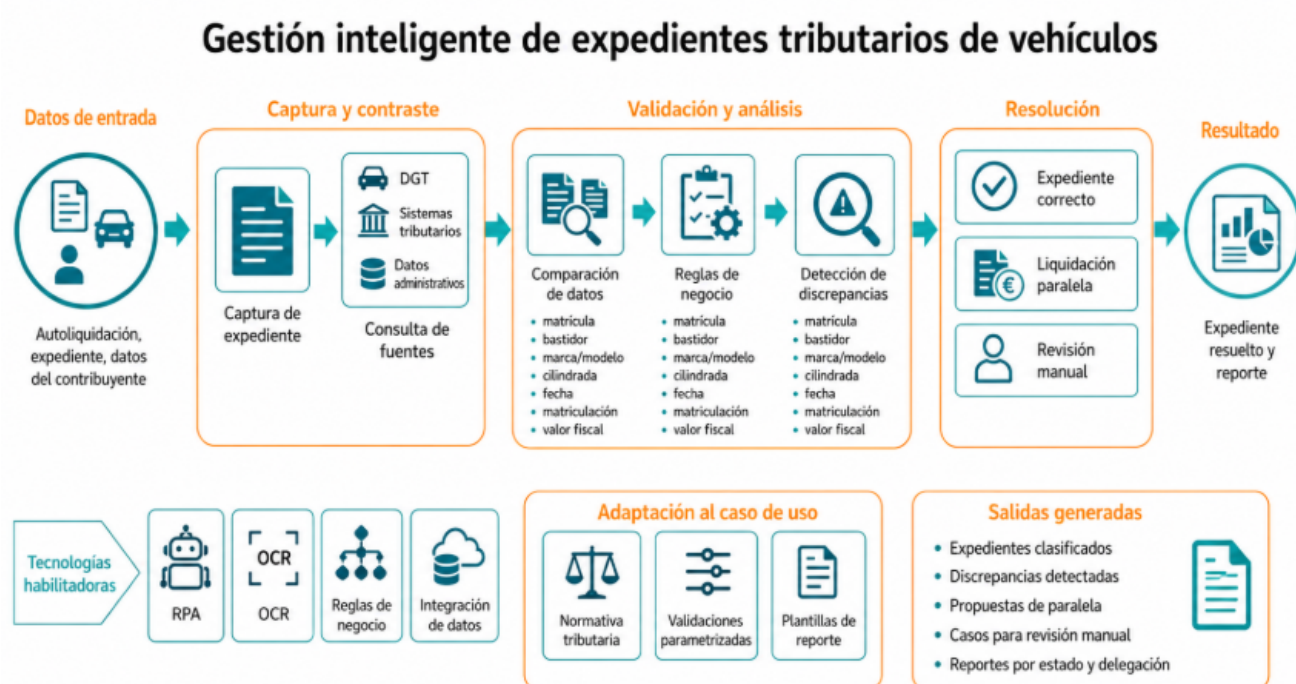 Gestión inteligente de expedientes tributarios de vehículos
Datos de entrada
Autoliquidación,
expediente, datos
del contribuyente
Captura y contraste
Captura de
expediente
DGT
Sistemas
tributarios
Datos
administrativos
Consulta de
fuentes
Validación y análisis
Comparación
de datos
• matrícula
• bastidor
• marca/modelo
• cilindrada
• fecha
• matriculación
• valor fiscal
Reglas de
negocio
• matrícula
• bastidor
• marca/modelo
• cilindrada
• fecha
• matriculación
• valor fiscal
Detección de
discrepancias
• matrícula
• bastidor
• marca/modelo
• cilindrada
• fecha
• matriculación
• valor fiscal
Resolución
Expediente
correcto
€
Liquidación
paralela
Revisión
manual
Resultado
Expediente
resuelto y
reporte
Tecnologías
habilitadoras
RPA
OCR
OCR
Reglas de
negocio
Integración
de datos
Adaptación al caso de uso
Normativa
tributaria
Validaciones
parametrizadas
Plantillas de
reporte
Salidas generadas
• Expedientes clasificados
• Discrepancias detectadas
• Propuestas de paralela
• Casos para revisión manual
• Reportes por estado y delegación